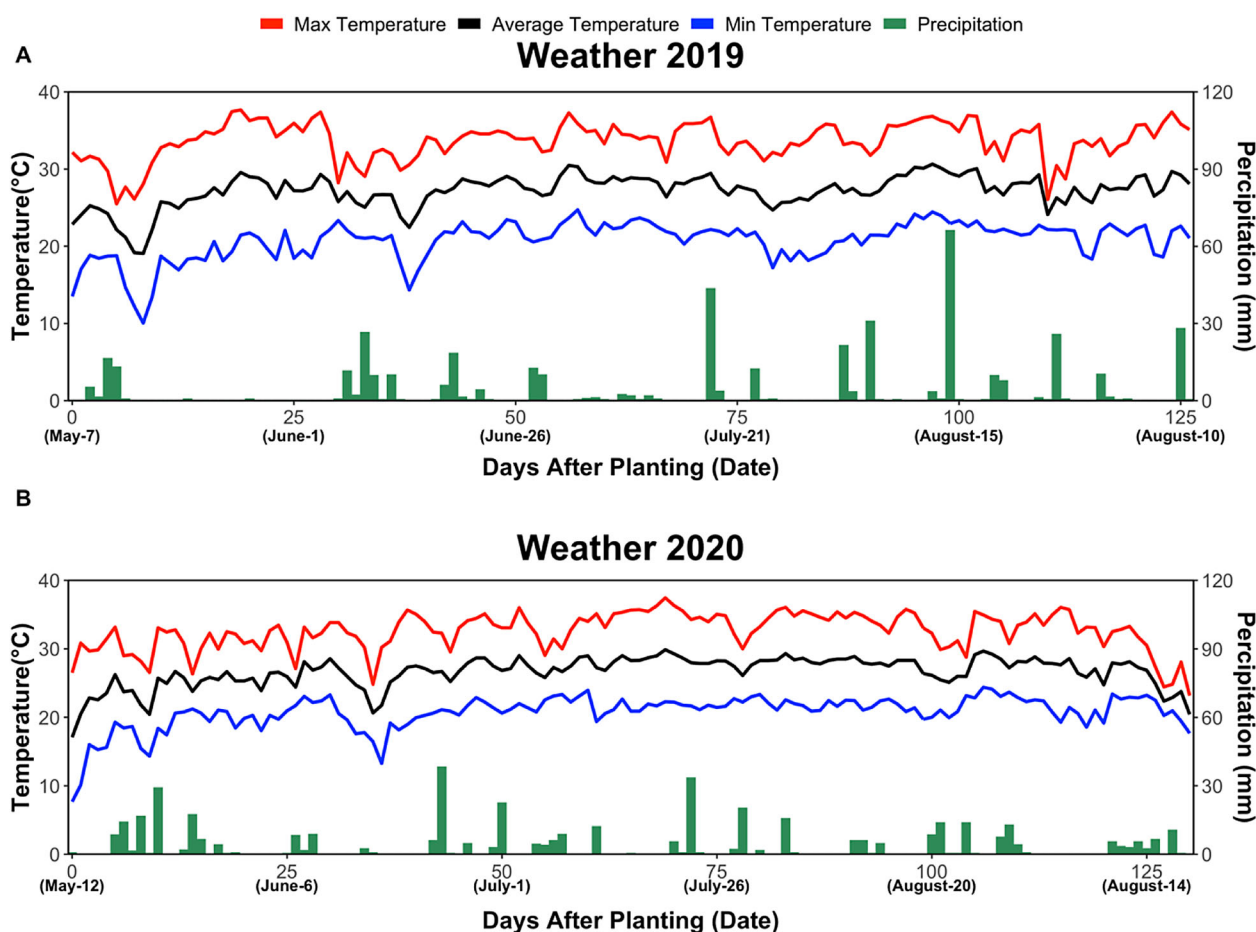 Max Temperature Average Temperature Min Temperature Precipitation
A
Weather 2019
40
30
20
10
0
Temperature(°C)
120
90
60
30
0
Percipitation (mm)
0 25 50 75 100 125
(May-7) (June-1) (June-26) (July-21) (August-15) (August-10)
Days After Planting (Date)
B
Weather 2020
40
30
20
10
0
Temperature(°C)
120
90
60
30
0
Percipitation (mm)
0 25 50 75 100 125
(May-12) (June-6) (July-1) (July-26) (August-20) (August-14)
Days After Planting (Date)